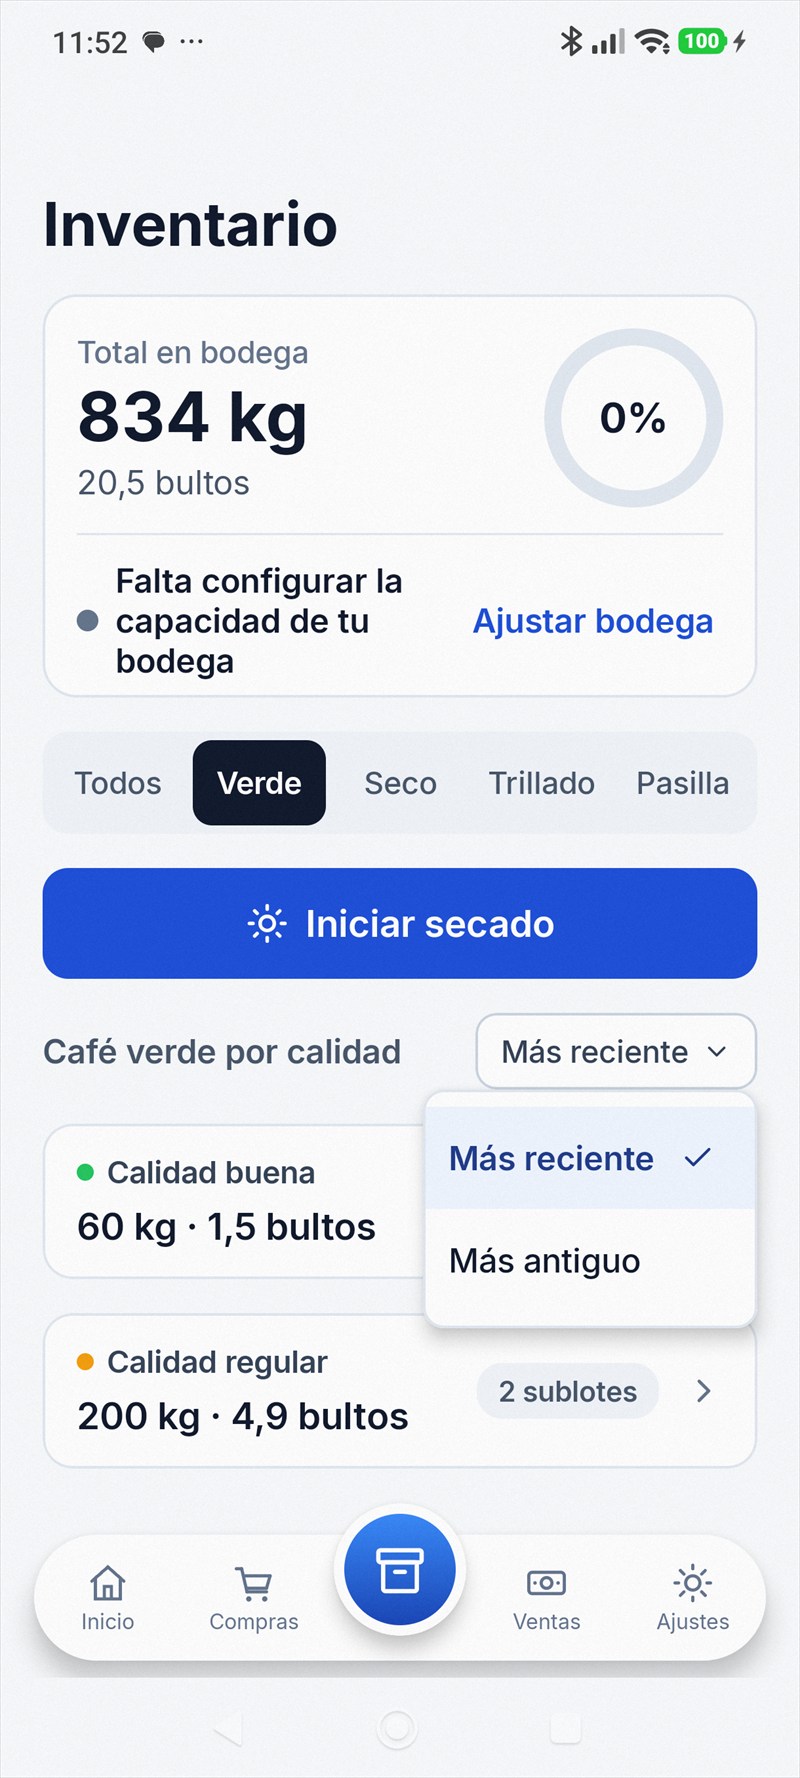 11:52
100
Inventario
Total en bodega
834 kg
20,5 bultos
0%
Falta configurar la
capacidad de tu
bodega
Ajustar bodega
Todos Verde Seco Trillado Pasilla
Iniciar secado
Café verde por calidad
Más reciente
Más reciente
Más antiguo
Calidad buena
60 kg · 1,5 bultos
Calidad regular
200 kg · 4,9 bultos
2 sublotes
Inicio Compras Ventas Ajustes